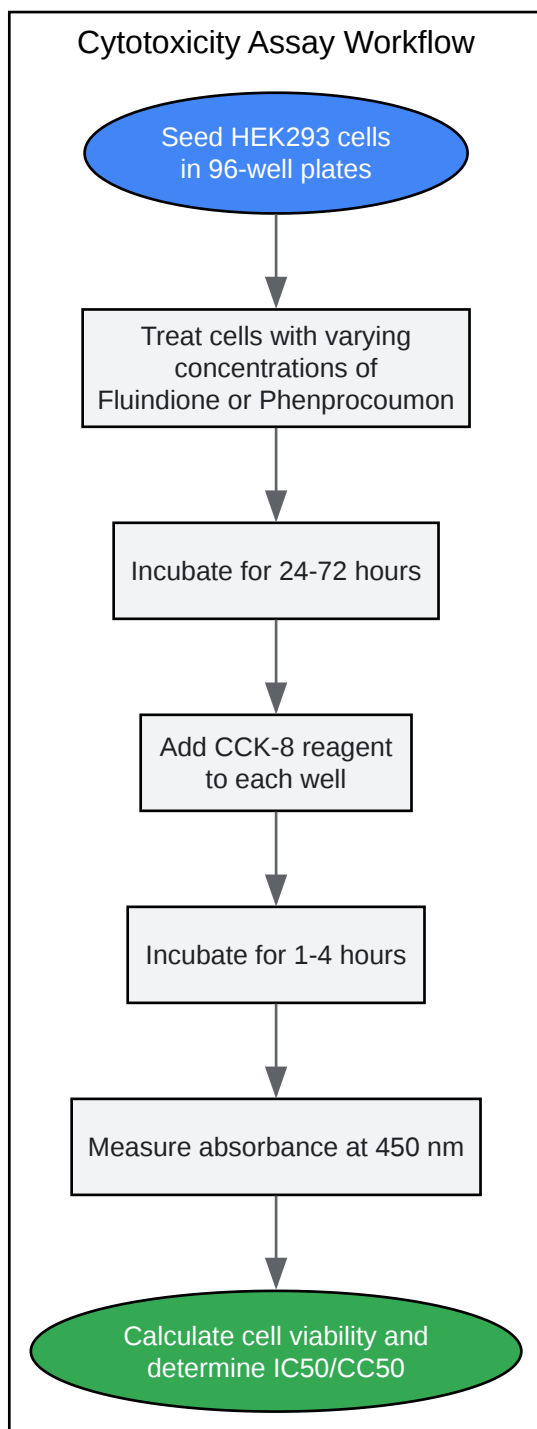 Cytotoxicity Assay Workflow
Seed HEK293 cells
in 96-well plates
Treat cells with varying
concentrations of
Fluindione or Phenprocoumon
Incubate for 24-72 hours
Add CCK-8 reagent
to each well
Incubate for 1-4 hours
Measure absorbance at 450 nm
Calculate cell viability and
determine IC50/CC50